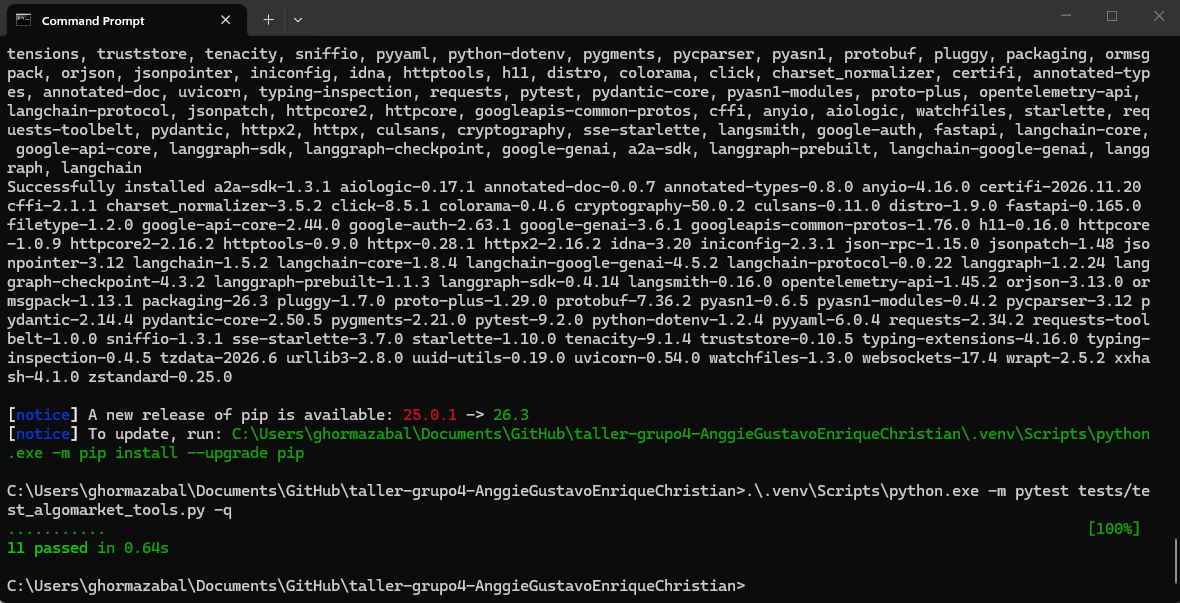 Command Prompt
tensions, truststore, tenacity, sniffio, pyyaml, python-dotenv, pygments, pycparser, pyasn1, protobuf, pluggy, packaging, ormsg
pack, orjson, jsonpointer, iniconfig, idna, httptools, h11, distro, colorama, click, charset_normalizer, certifi, annotated-typ
es, annotated-doc, uvicorn, typing-inspection, requests, pytest, pydantic-core, pyasn1-modules, proto-plus, opentelemetry-api,
langchain-protocol, jsonpatch, httpcore2, httpcore, googleapis-common-protos, cffi, anyio, aiologic, watchfiles, starlette, req
uests-toolbelt, pydantic, httpx2, httpx, culsans, cryptography, sse-starlette, langsmith, google-auth, fastapi, langchain-core,
 google-api-core, langgraph-sdk, langgraph-checkpoint, google-genai, a2a-sdk, langgraph-prebuilt, langchain-google-genai, langg
raph, langchain
Successfully installed a2a-sdk-1.3.1 aiologic-0.17.1 annotated-doc-0.0.7 annotated-types-0.8.0 anyio-4.16.0 certifi-2026.11.20
cffi-2.1.1 charset_normalizer-3.5.2 click-8.5.1 colorama-0.4.6 cryptography-50.0.2 culsans-0.11.0 distro-1.9.0 fastapi-0.165.0
filetype-1.2.0 google-api-core-2.44.0 google-auth-2.63.1 google-genai-3.6.1 googleapis-common-protos-1.76.0 h11-0.16.0 httpcore
-1.0.9 httpcore2-2.16.2 httptools-0.9.0 httpx-0.28.1 httpx2-2.16.2 idna-3.20 iniconfig-2.3.1 json-rpc-1.15.0 jsonpatch-1.48 jso
npointer-3.12 langchain-1.5.2 langchain-core-1.8.4 langchain-google-genai-4.5.2 langchain-protocol-0.0.22 langgraph-1.2.24 lang
graph-checkpoint-4.3.2 langgraph-prebuilt-1.1.3 langgraph-sdk-0.4.14 langsmith-0.16.0 opentelemetry-api-1.45.2 orjson-3.13.0 or
msgpack-1.13.1 packaging-26.3 pluggy-1.7.0 proto-plus-1.29.0 protobuf-7.36.2 pyasn1-0.6.5 pyasn1-modules-0.4.2 pycparser-3.12 p
ydantic-2.14.4 pydantic-core-2.50.5 pygments-2.21.0 pytest-9.2.0 python-dotenv-1.2.4 pyyaml-6.0.4 requests-2.34.2 requests-tool
belt-1.0.0 sniffio-1.3.1 sse-starlette-3.7.0 starlette-1.10.0 tenacity-9.1.4 truststore-0.10.5 typing-extensions-4.16.0 typing-
inspection-0.4.5 tzdata-2026.6 urllib3-2.8.0 uuid-utils-0.19.0 uvicorn-0.54.0 watchfiles-1.3.0 websockets-17.4 wrapt-2.5.2 xxha
sh-4.1.0 zstandard-0.25.0
[notice] A new release of pip is available: 25.0.1 -> 26.3
[notice] To update, run: C:\Users\ghormazabal\Documents\GitHub\taller-grupo4-AnggieGustavoEnriqueChristian\.venv\Scripts\python
.exe -m pip install --upgrade pip
C:\Users\ghormazabal\Documents\GitHub\taller-grupo4-AnggieGustavoEnriqueChristian>.\.venv\Scripts\python.exe -m pytest tests/te
st_algomarket_tools.py -q
........... [100%]
11 passed in 0.64s
C:\Users\ghormazabal\Documents\GitHub\taller-grupo4-AnggieGustavoEnriqueChristian>